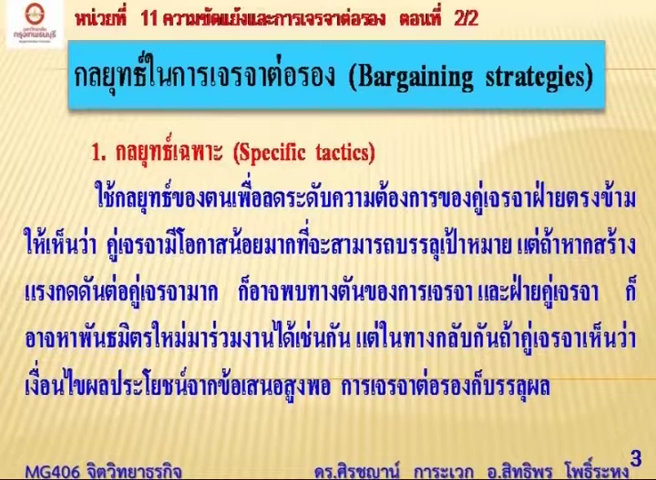 มหาวิทยาลัย
กรุงเทพธนบุรี
หน่วยที่ 11 ความขัดแย้งและการเจรจาต่อรอง ตอนที่ 2/2
กลยุทธ์ในการเจรจาต่อรอง (Bargaining strategies)
1. กลยุทธ์เฉพาะ (Specific tactics)
ใช้กลยุทธ์ของตนเพื่อลดระดับความต้องการของคู่เจรจาฝ่ายตรงข้าม
ให้เห็นว่า คู่เจรจามีโอกาสน้อยมากที่จะสามารถบรรลุเป้าหมาย แต่ถ้าหากสร้าง
แรงกดดันต่อคู่เจรจามาก ก็อาจพบทางตันของการเจรจา และฝ่ายคู่เจรจา ก็
อาจหาพันธมิตรใหม่มาร่วมงานได้เช่นกัน แต่ในทางกลับกันถ้าคู่เจรจาเห็นว่า
เงื่อนไขผลประโยชน์จากข้อเสนอสูงพอ การเจรจาต่อรองก็บรรลุผล
MG406 จิตวิทยาธุรกิจ ดร.ศิรชญาน์ การะเวก อ.สิทธิพร โพธิ์ระหง 3